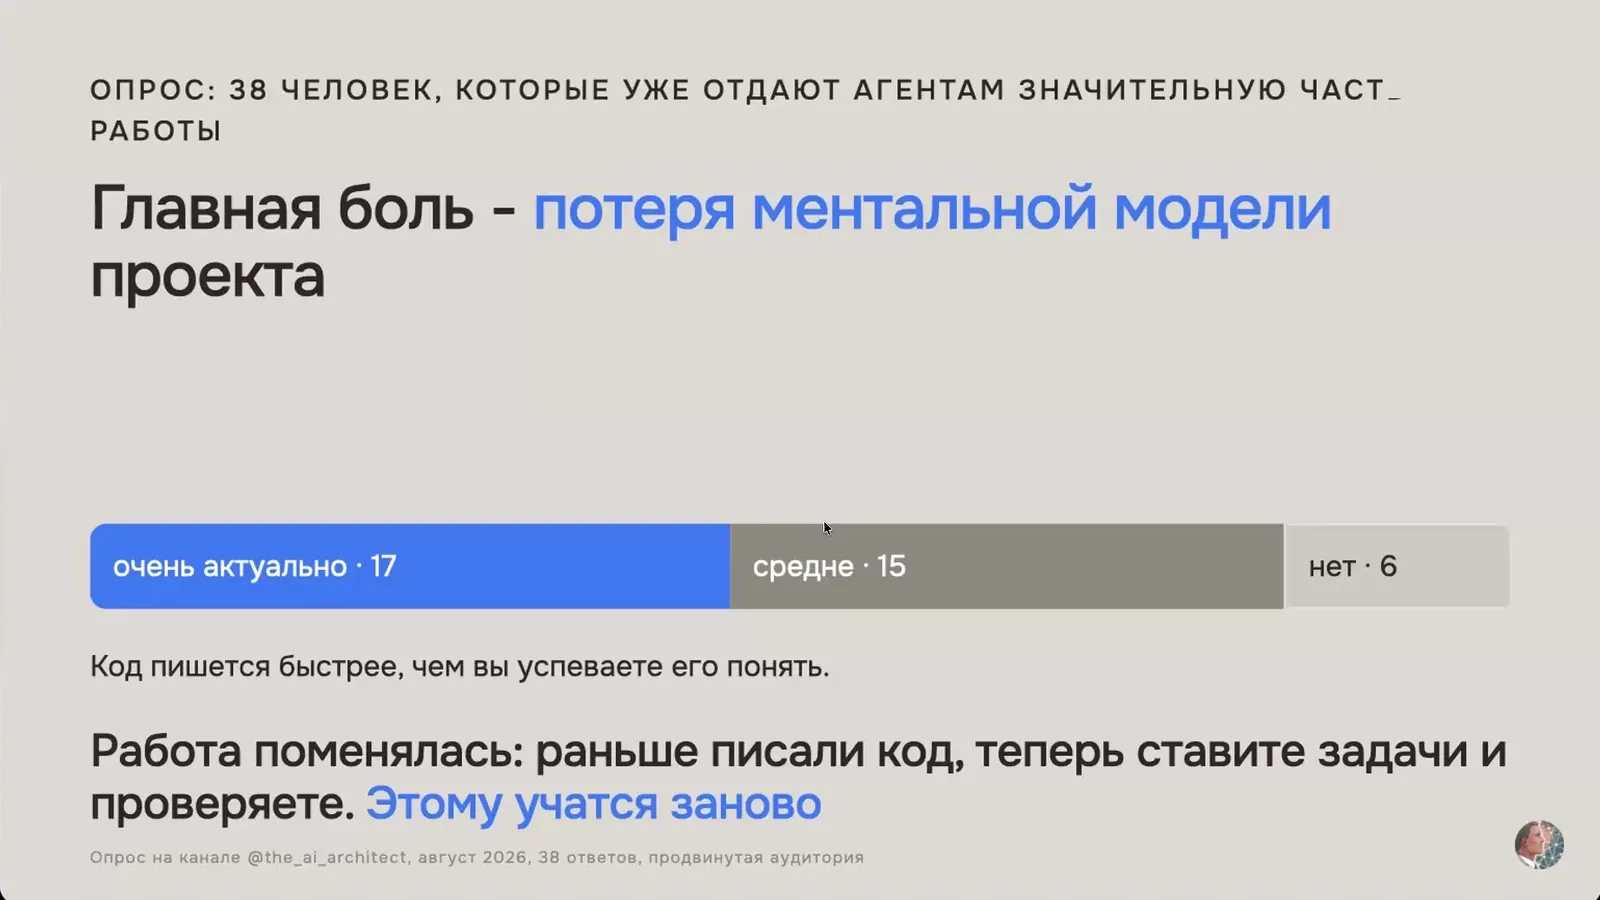 ОПРОС: 38 ЧЕЛОВЕК, КОТОРЫЕ УЖЕ ОТДАЮТ АГЕНТАМ ЗНАЧИТЕЛЬНУЮ ЧАСТ_
РАБОТЫ
Главная боль - потеря ментальной модели
проекта
очень актуально · 17 средне · 15 нет · 6
Код пишется быстрее, чем вы успеваете его понять.
Работа поменялась: раньше писали код, теперь ставите задачи и
проверяете. Этому учатся заново
Опрос на канале @the_ai_architect, август 2026, 38 ответов, продвинутая аудитория